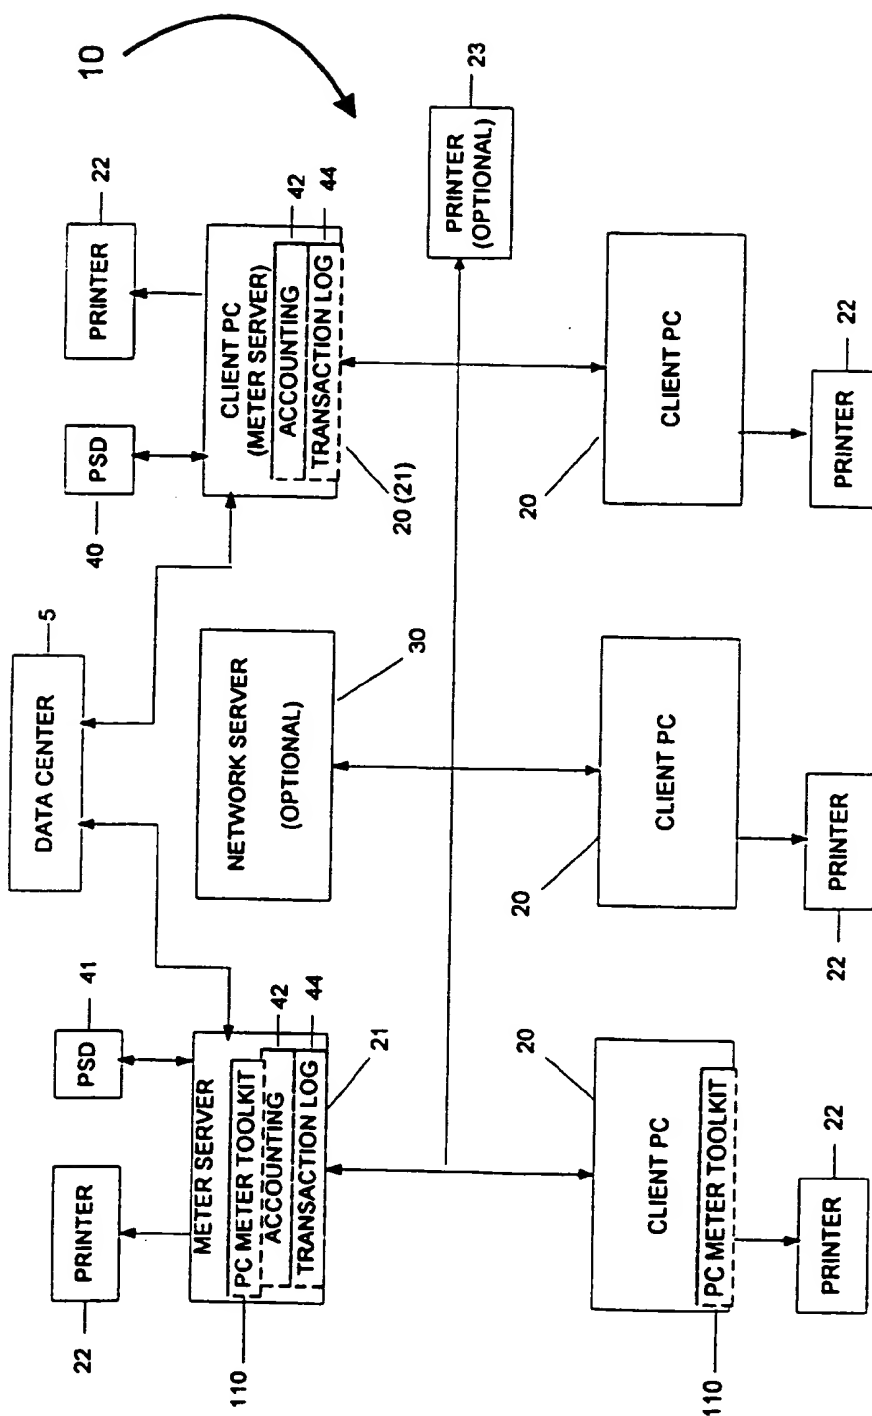 10
DATA CENTER
5
22
PRINTER
PSD
41
40
PSD
PRINTER
22
METER SERVER
PC METER TOOLKIT
ACCOUNTING
TRANSACTION LOG
110
42
44
21
NETWORK SERVER
(OPTIONAL)
30
CLIENT PC
(METER SERVER)
ACCOUNTING
TRANSACTION LOG
42
44
20 (21)
PRINTER
(OPTIONAL)
23
20
CLIENT PC
PC METER TOOLKIT
110
PRINTER
22
20
CLIENT PC
22
PRINTER
20
CLIENT PC
PRINTER
22